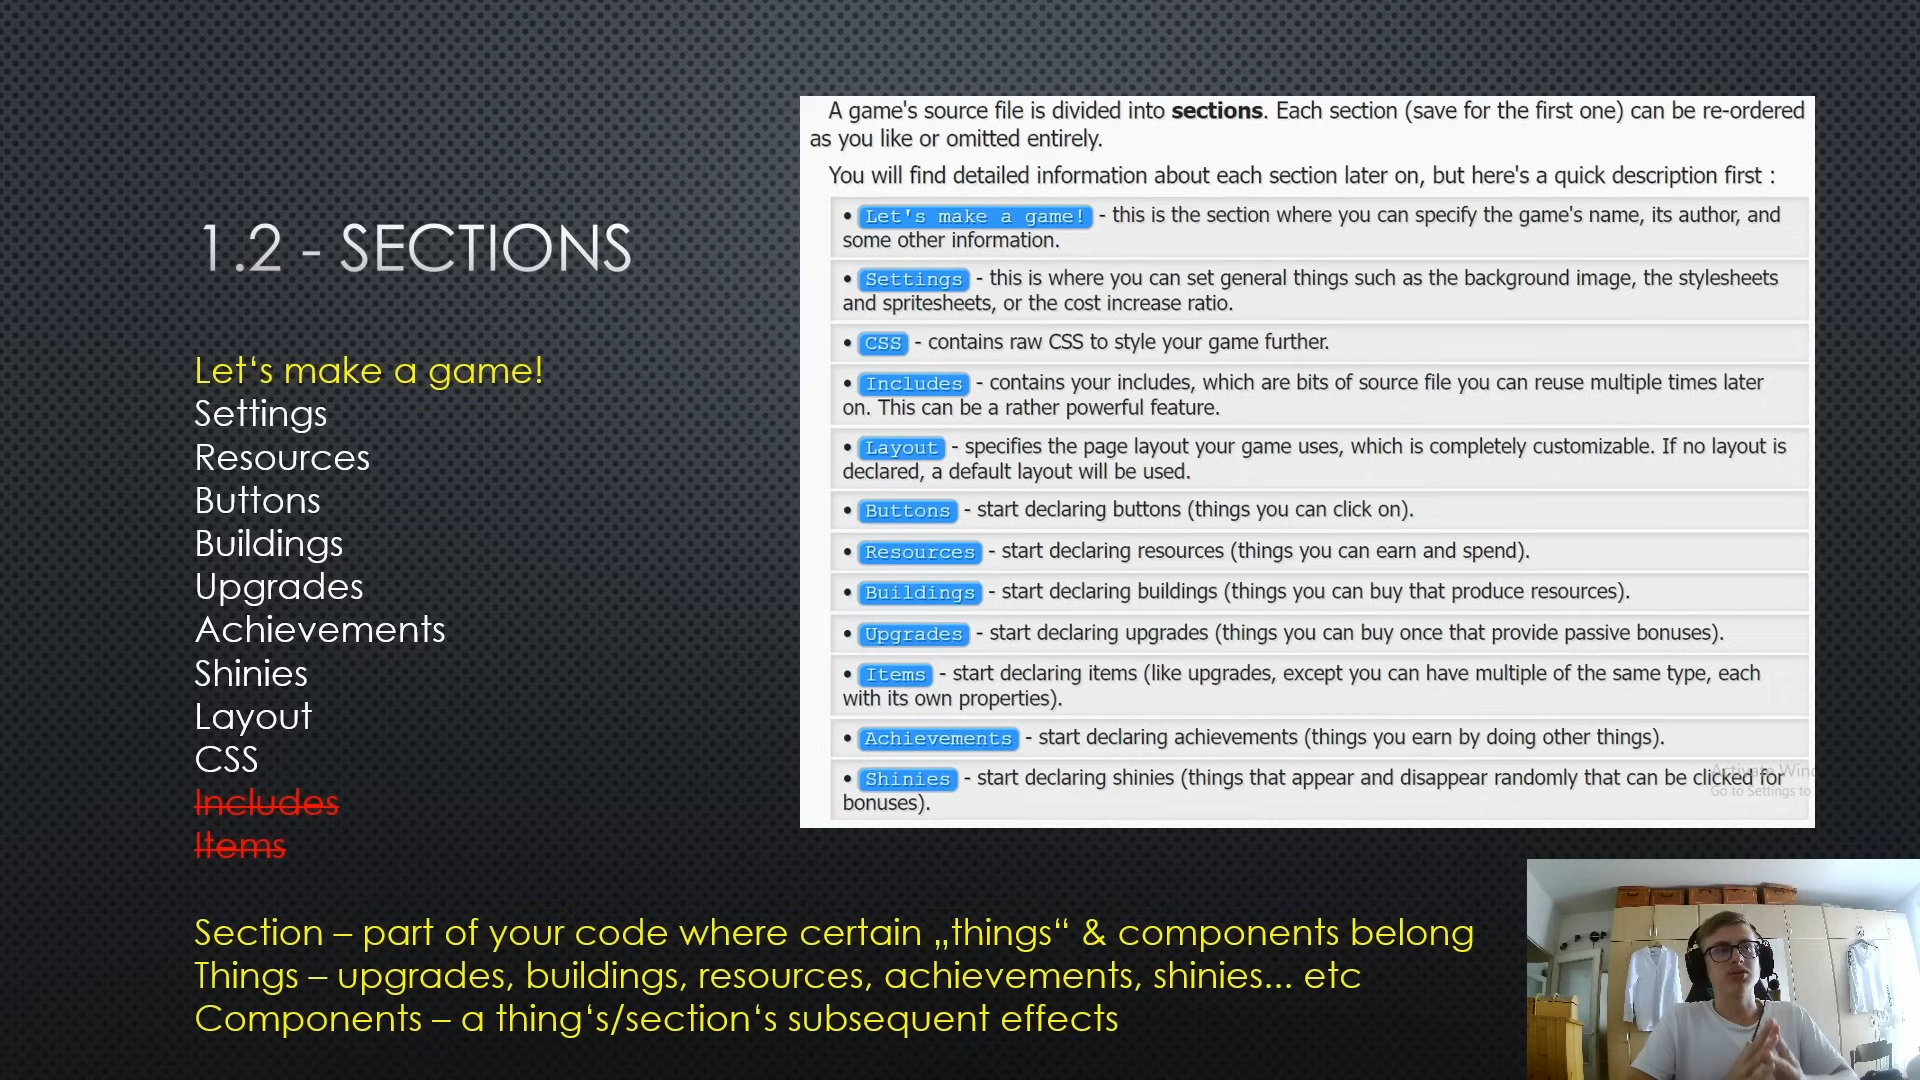 1.2 - SECTIONS
Let‘s make a game!
Settings
Resources
Buttons
Buildings
Upgrades
Achievements
Shinies
Layout
CSS
Includes
Items
A game's source file is divided into sections. Each section (save for the first one) can be re-ordered
as you like or omitted entirely.
You will find detailed information about each section later on, but here's a quick description first :
• Let's make a game! - this is the section where you can specify the game's name, its author, and
some other information.
• Settings - this is where you can set general things such as the background image, the stylesheets
and spritesheets, or the cost increase ratio.
• CSS - contains raw CSS to style your game further.
• Includes - contains your includes, which are bits of source file you can reuse multiple times later
on. This can be a rather powerful feature.
• Layout - specifies the page layout your game uses, which is completely customizable. If no layout is
declared, a default layout will be used.
• Buttons - start declaring buttons (things you can click on).
• Resources - start declaring resources (things you can earn and spend).
• Buildings - start declaring buildings (things you can buy that produce resources).
• Upgrades - start declaring upgrades (things you can buy once that provide passive bonuses).
• Items - start declaring items (like upgrades, except you can have multiple of the same type, each
with its own properties).
• Achievements - start declaring achievements (things you earn by doing other things).
• Shinies - start declaring shinies (things that appear and disappear randomly that can be clicked for
bonuses).
Activate Wind
Go to Settings to
Section – part of your code where certain „things“ & components belong
Things – upgrades, buildings, resources, achievements, shinies... etc
Components – a thing‘s/section‘s subsequent effects